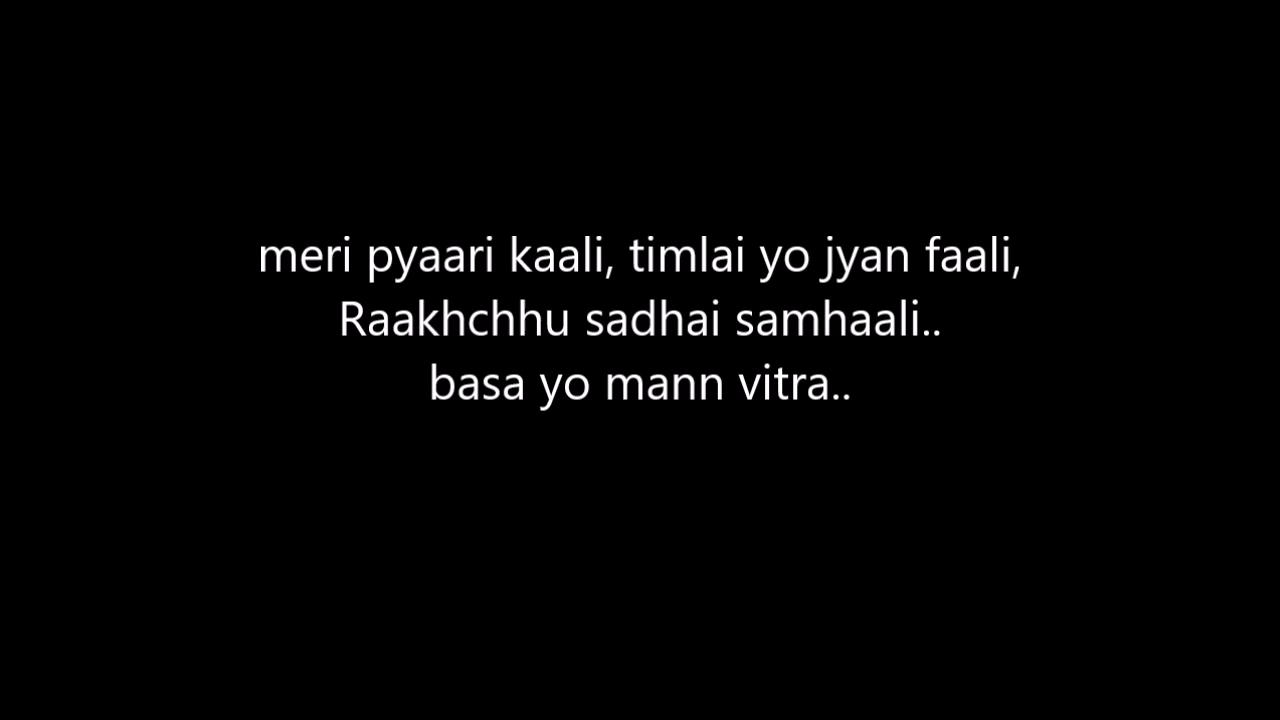 meri pyaari kaali, timlai yo jyan faali,
Raakhchhu sadhai samhaali..
basa yo mann vitra..